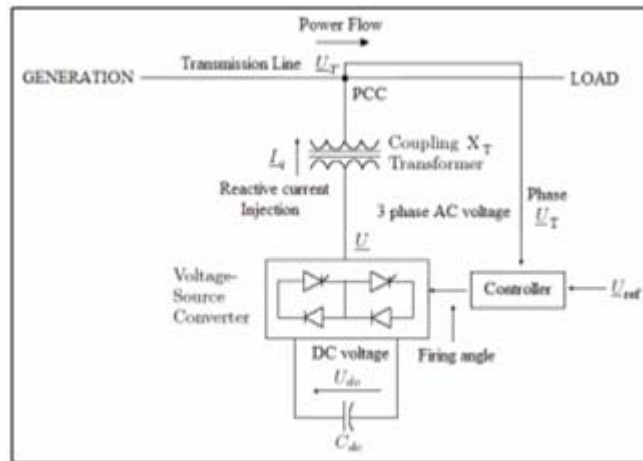 Power Flow
GENERATION
Transmission Line
U_T
LOAD
PCC
I_q
Coupling X_T
Transformer
Reactive current
Injection
3 phase AC voltage
Phase
U_T
U
Voltage-
Source
Converter
Controller
U_ref
DC voltage
Firing angle
U_dc
C_dc